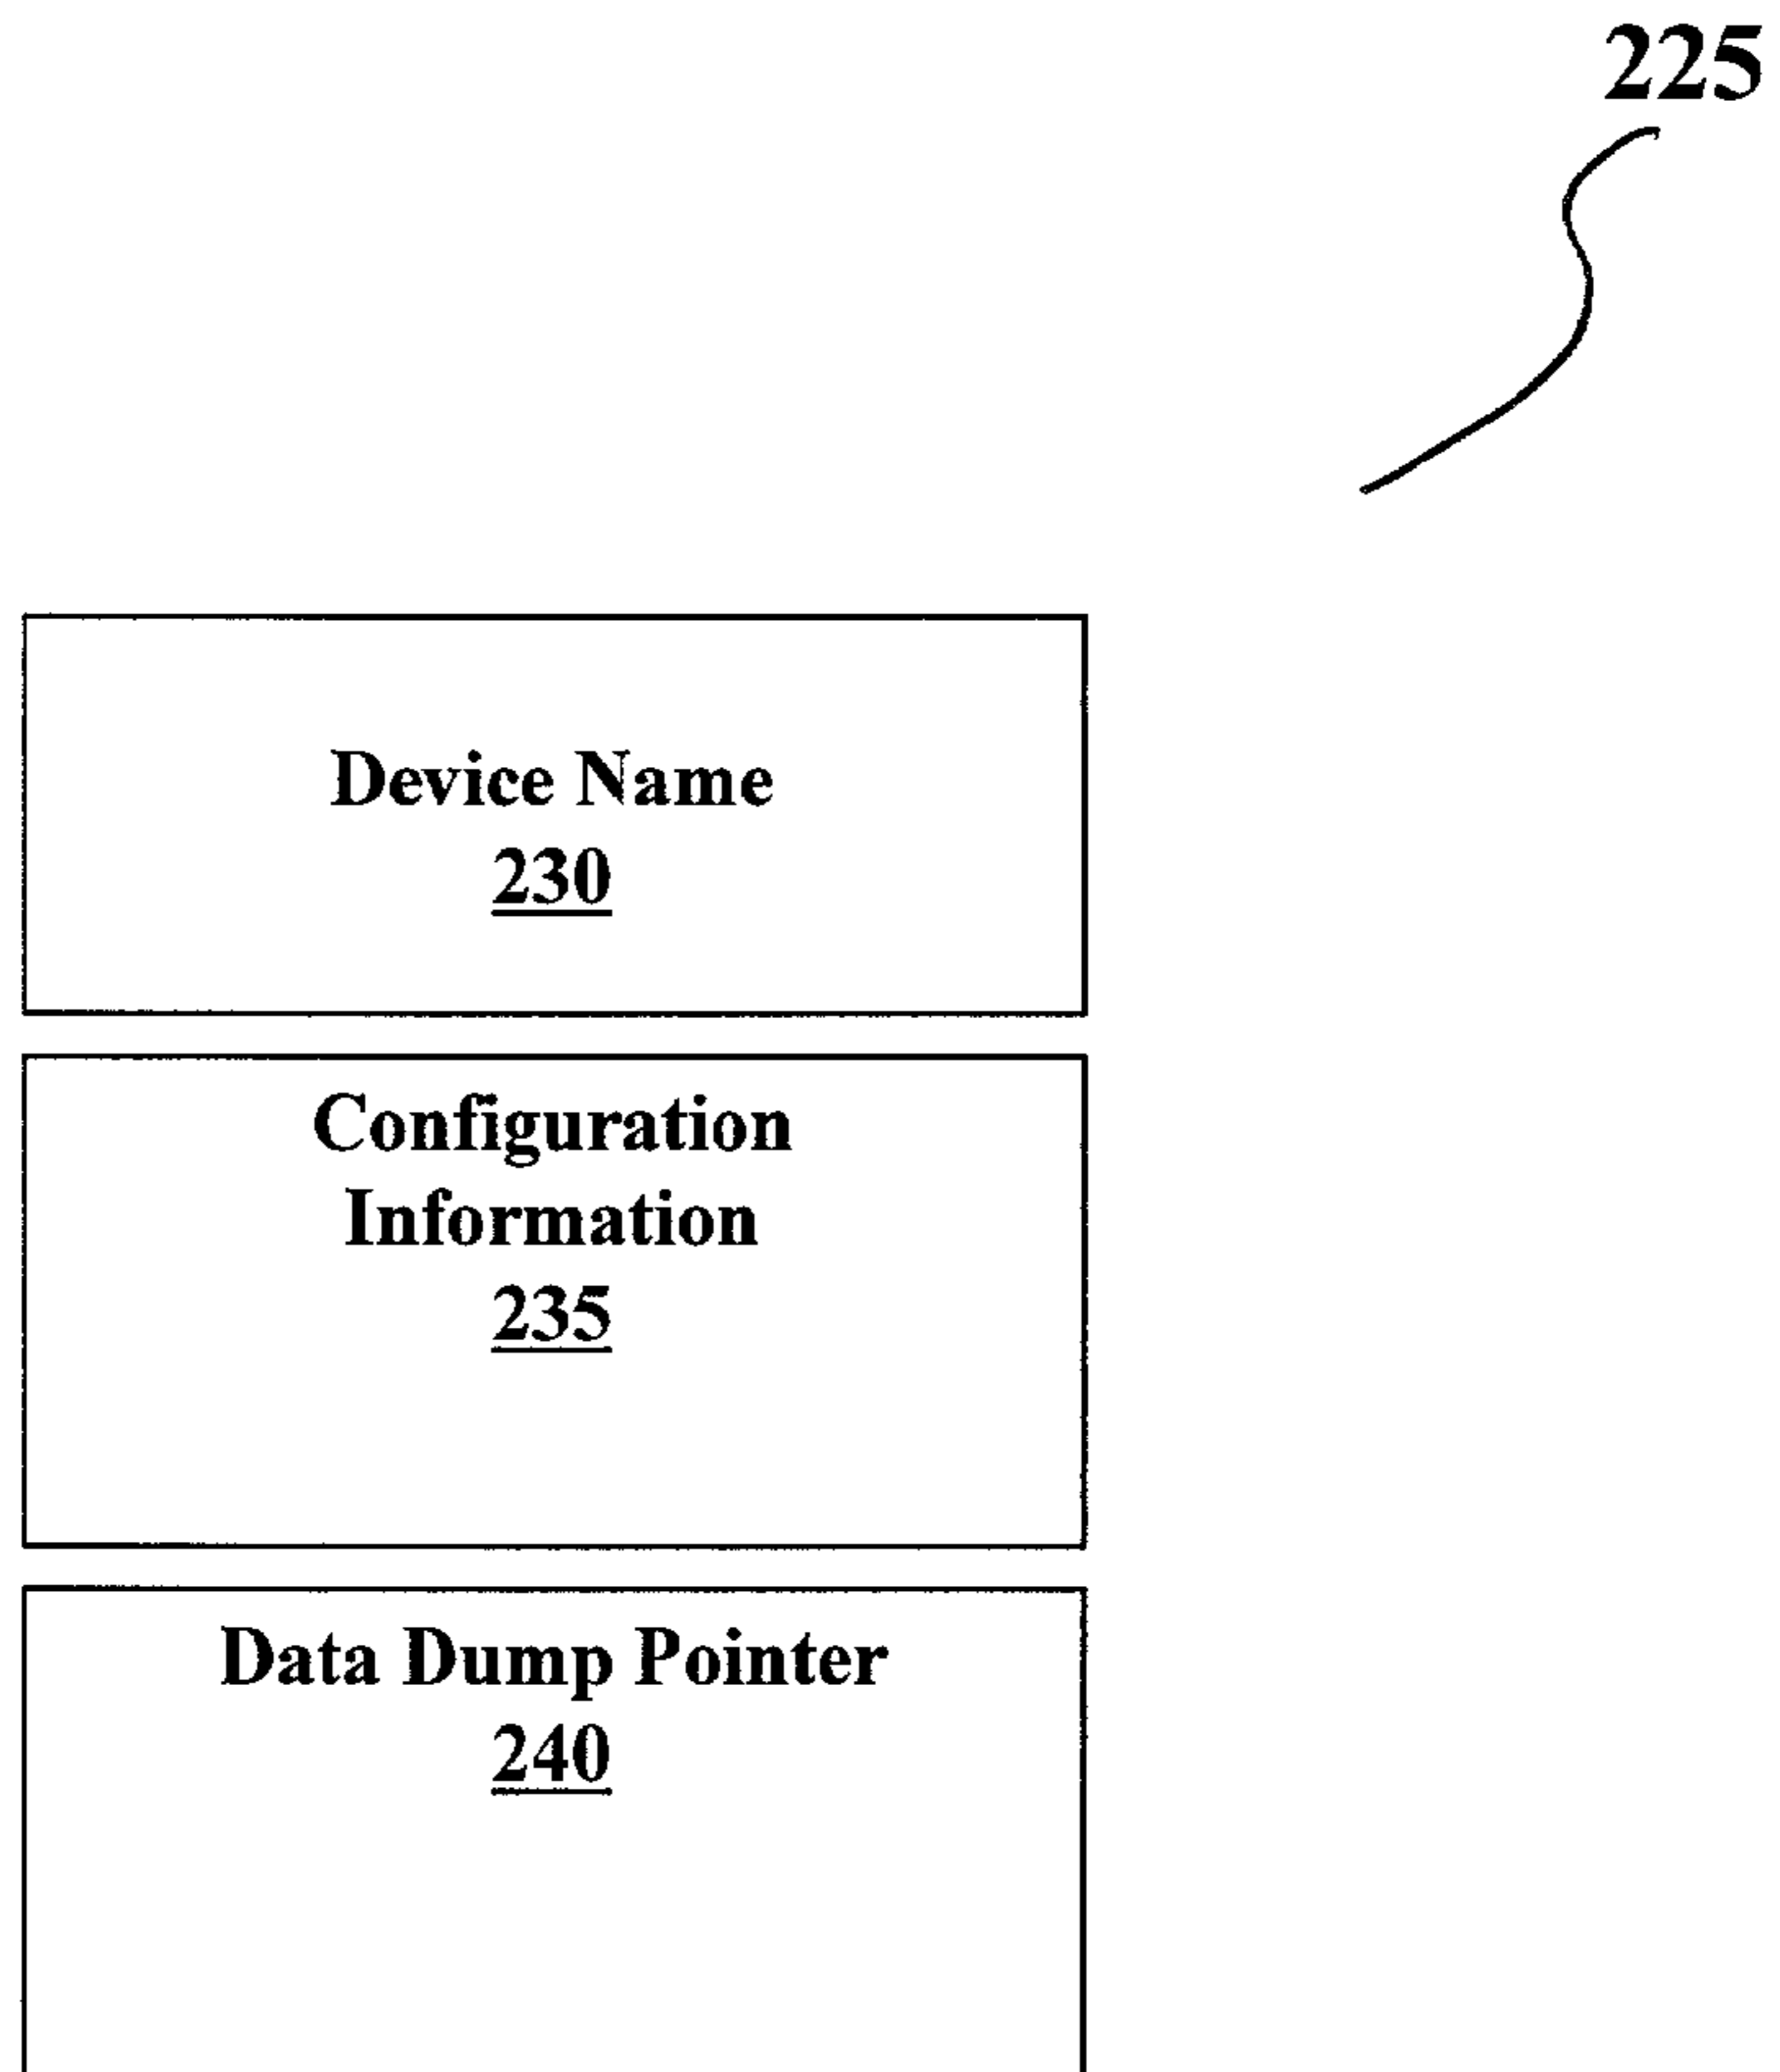 225
Device Name
230
Configuration
Information
235
Data Dump Pointer
240